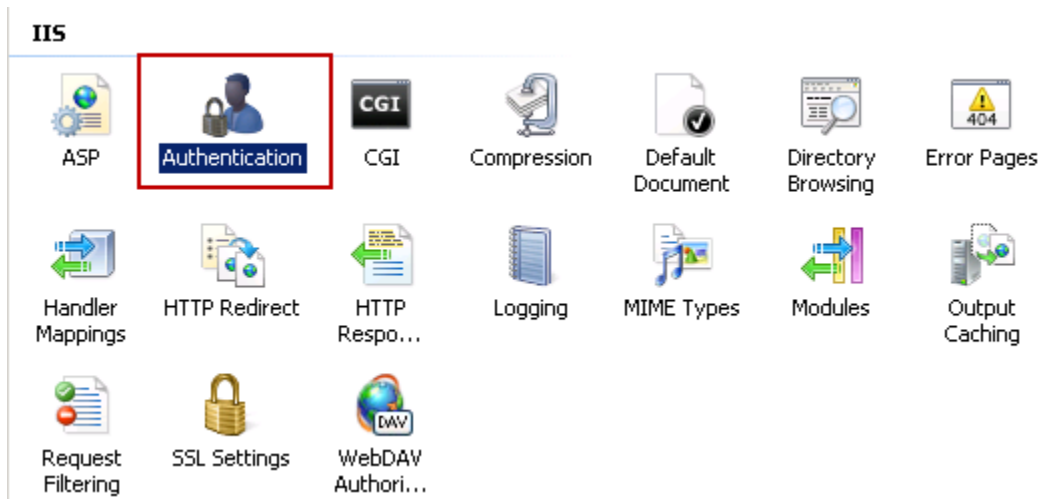 IIS
CGI
404
ASP
Authentication
CGI
Compression
Default
Document
Directory
Browsing
Error Pages
Handler
Mappings
HTTP Redirect
HTTP
Respo...
Logging
MIME Types
Modules
Output
Caching
DAV
Request
Filtering
SSL Settings
WebDAV
Authori...